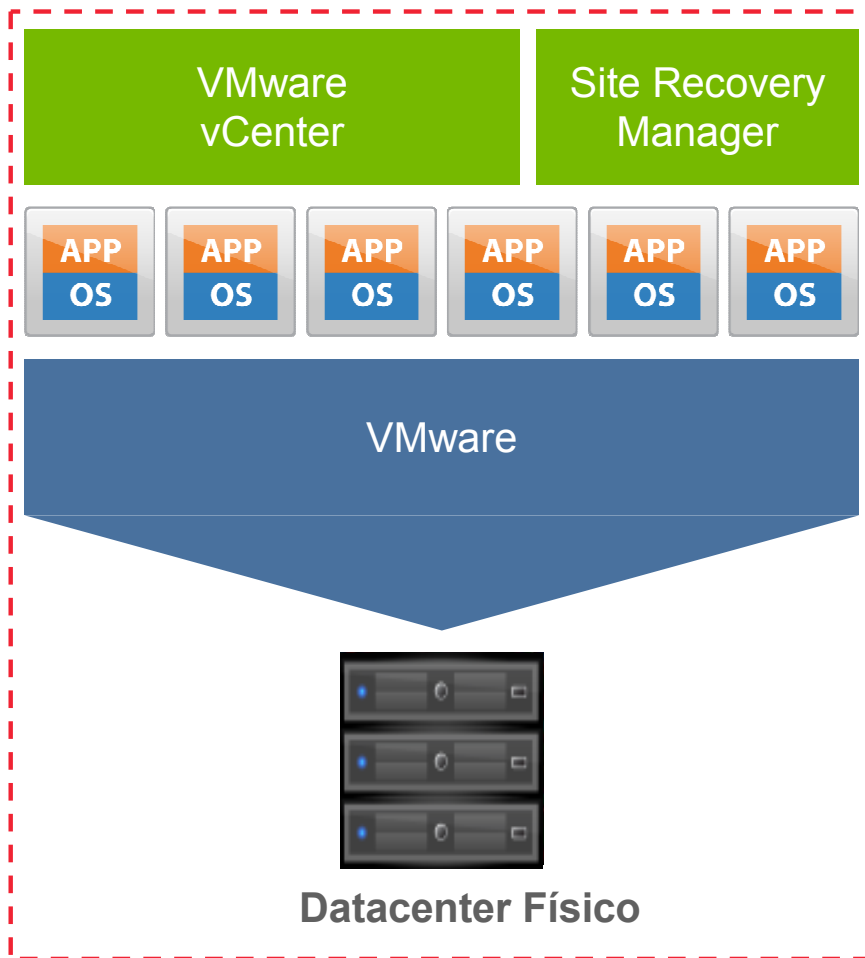 VMware
vCenter
Site Recovery
Manager
APP APP APP APP APP APP
OS OS OS OS OS OS
VMware
Datacenter Físico